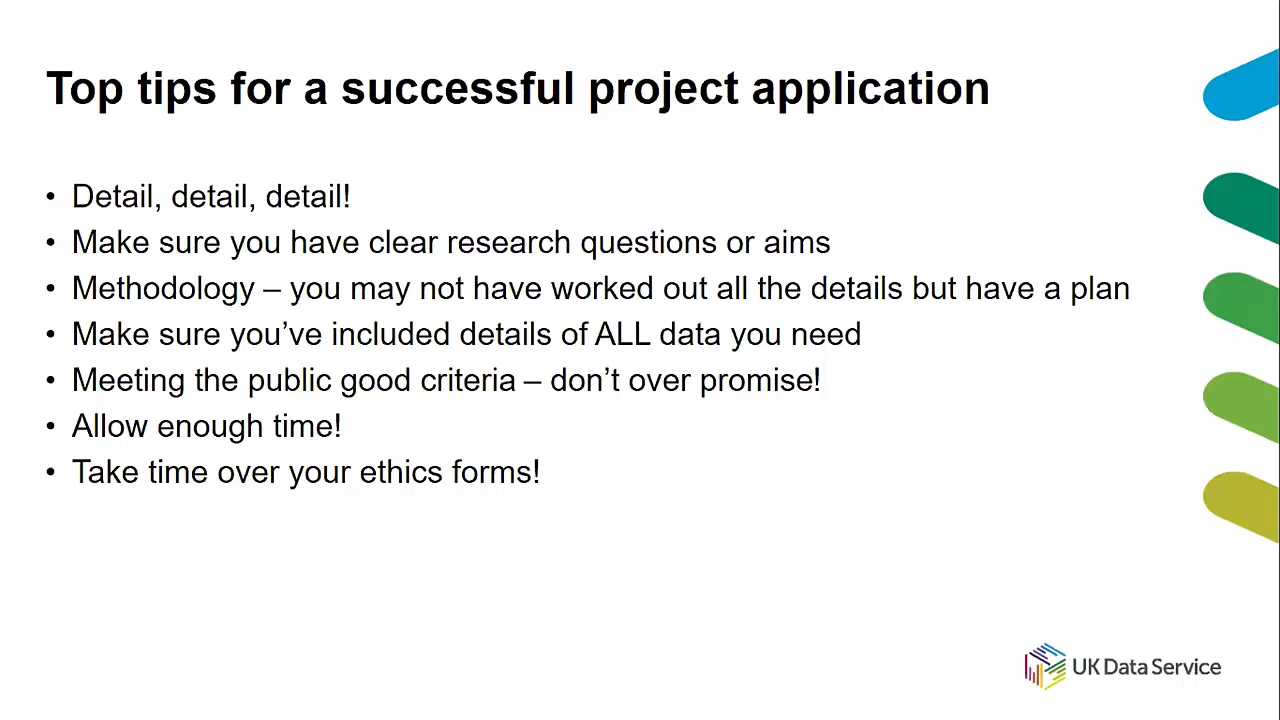 Top tips for a successful project application
• Detail, detail, detail!
• Make sure you have clear research questions or aims
• Methodology – you may not have worked out all the details but have a plan
• Make sure you’ve included details of ALL data you need
• Meeting the public good criteria – don’t over promise!
• Allow enough time!
• Take time over your ethics forms!
UK Data Service